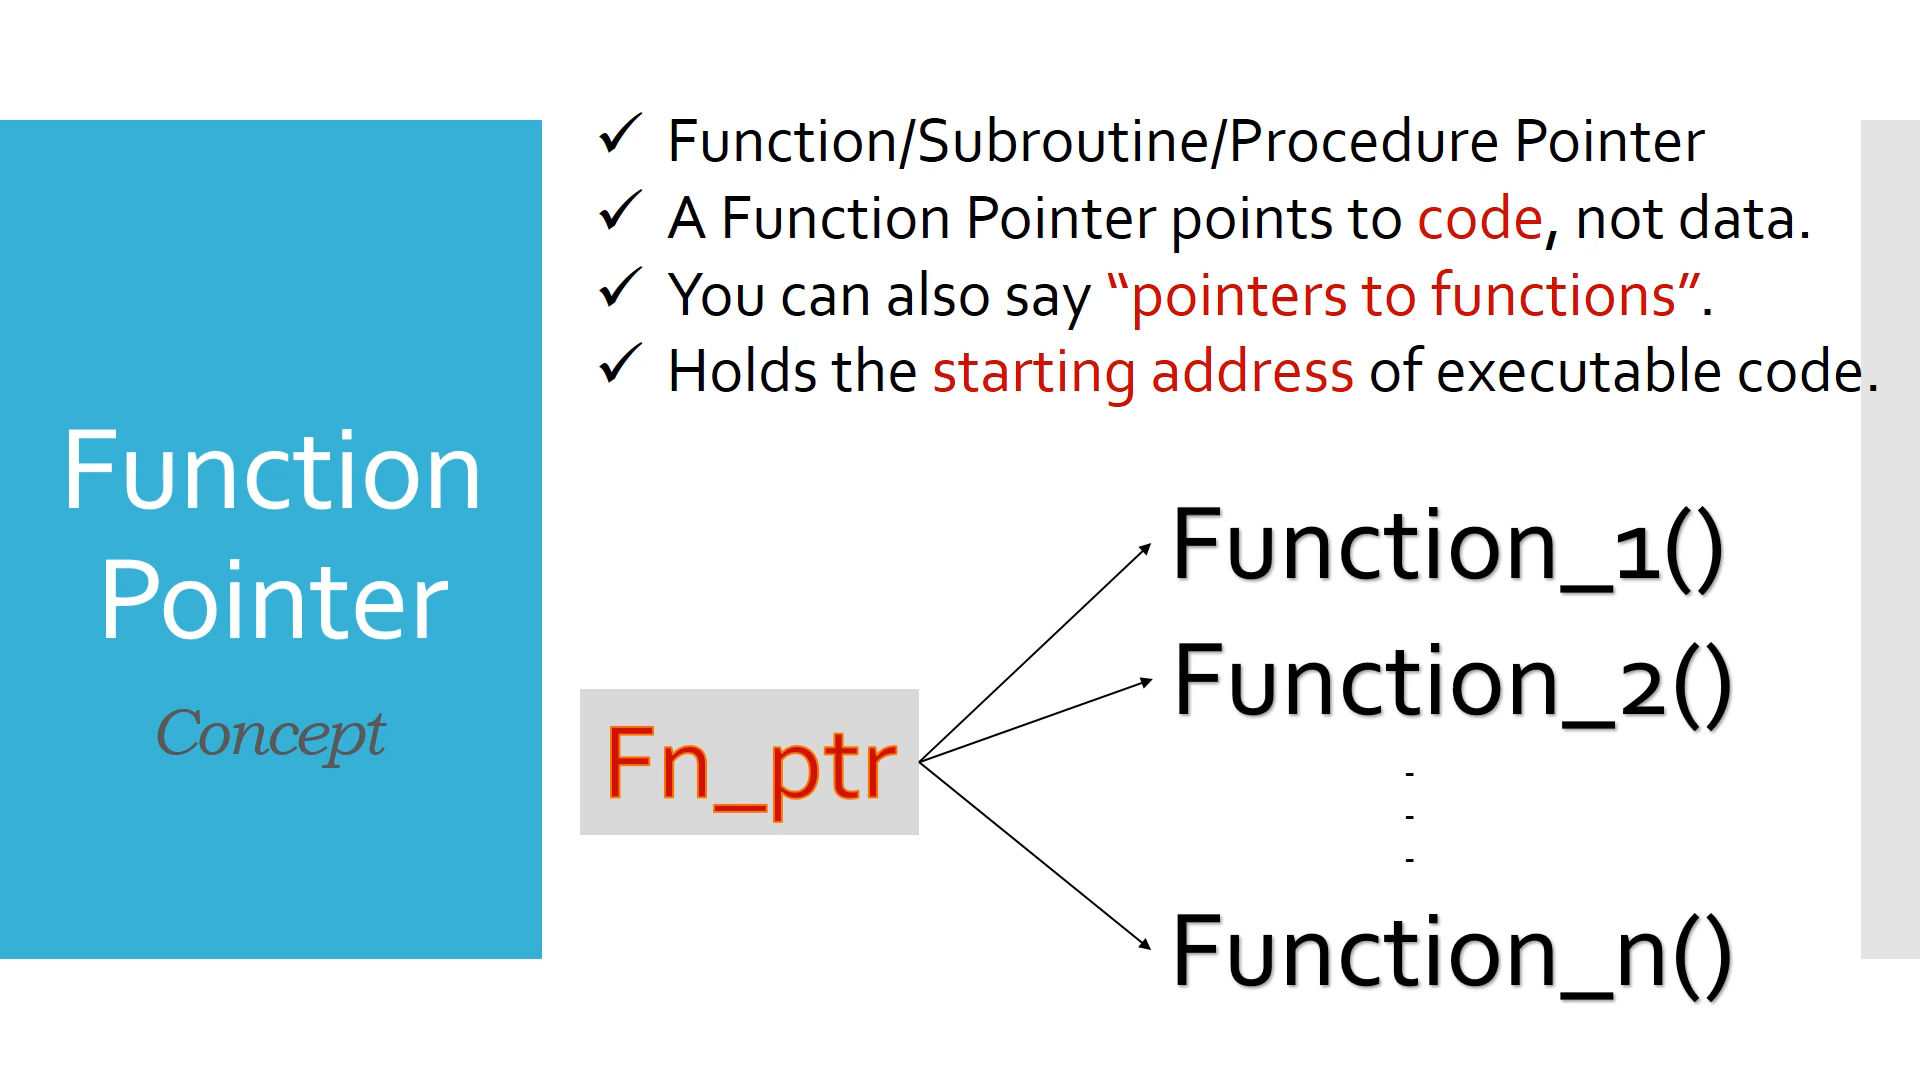 Function
Pointer
Concept
Function/Subroutine/Procedure Pointer
A Function Pointer points to code, not data.
You can also say “pointers to functions”.
Holds the starting address of executable code.
Fn_ptr
Function_1()
Function_2()
-
-
-
Function_n()